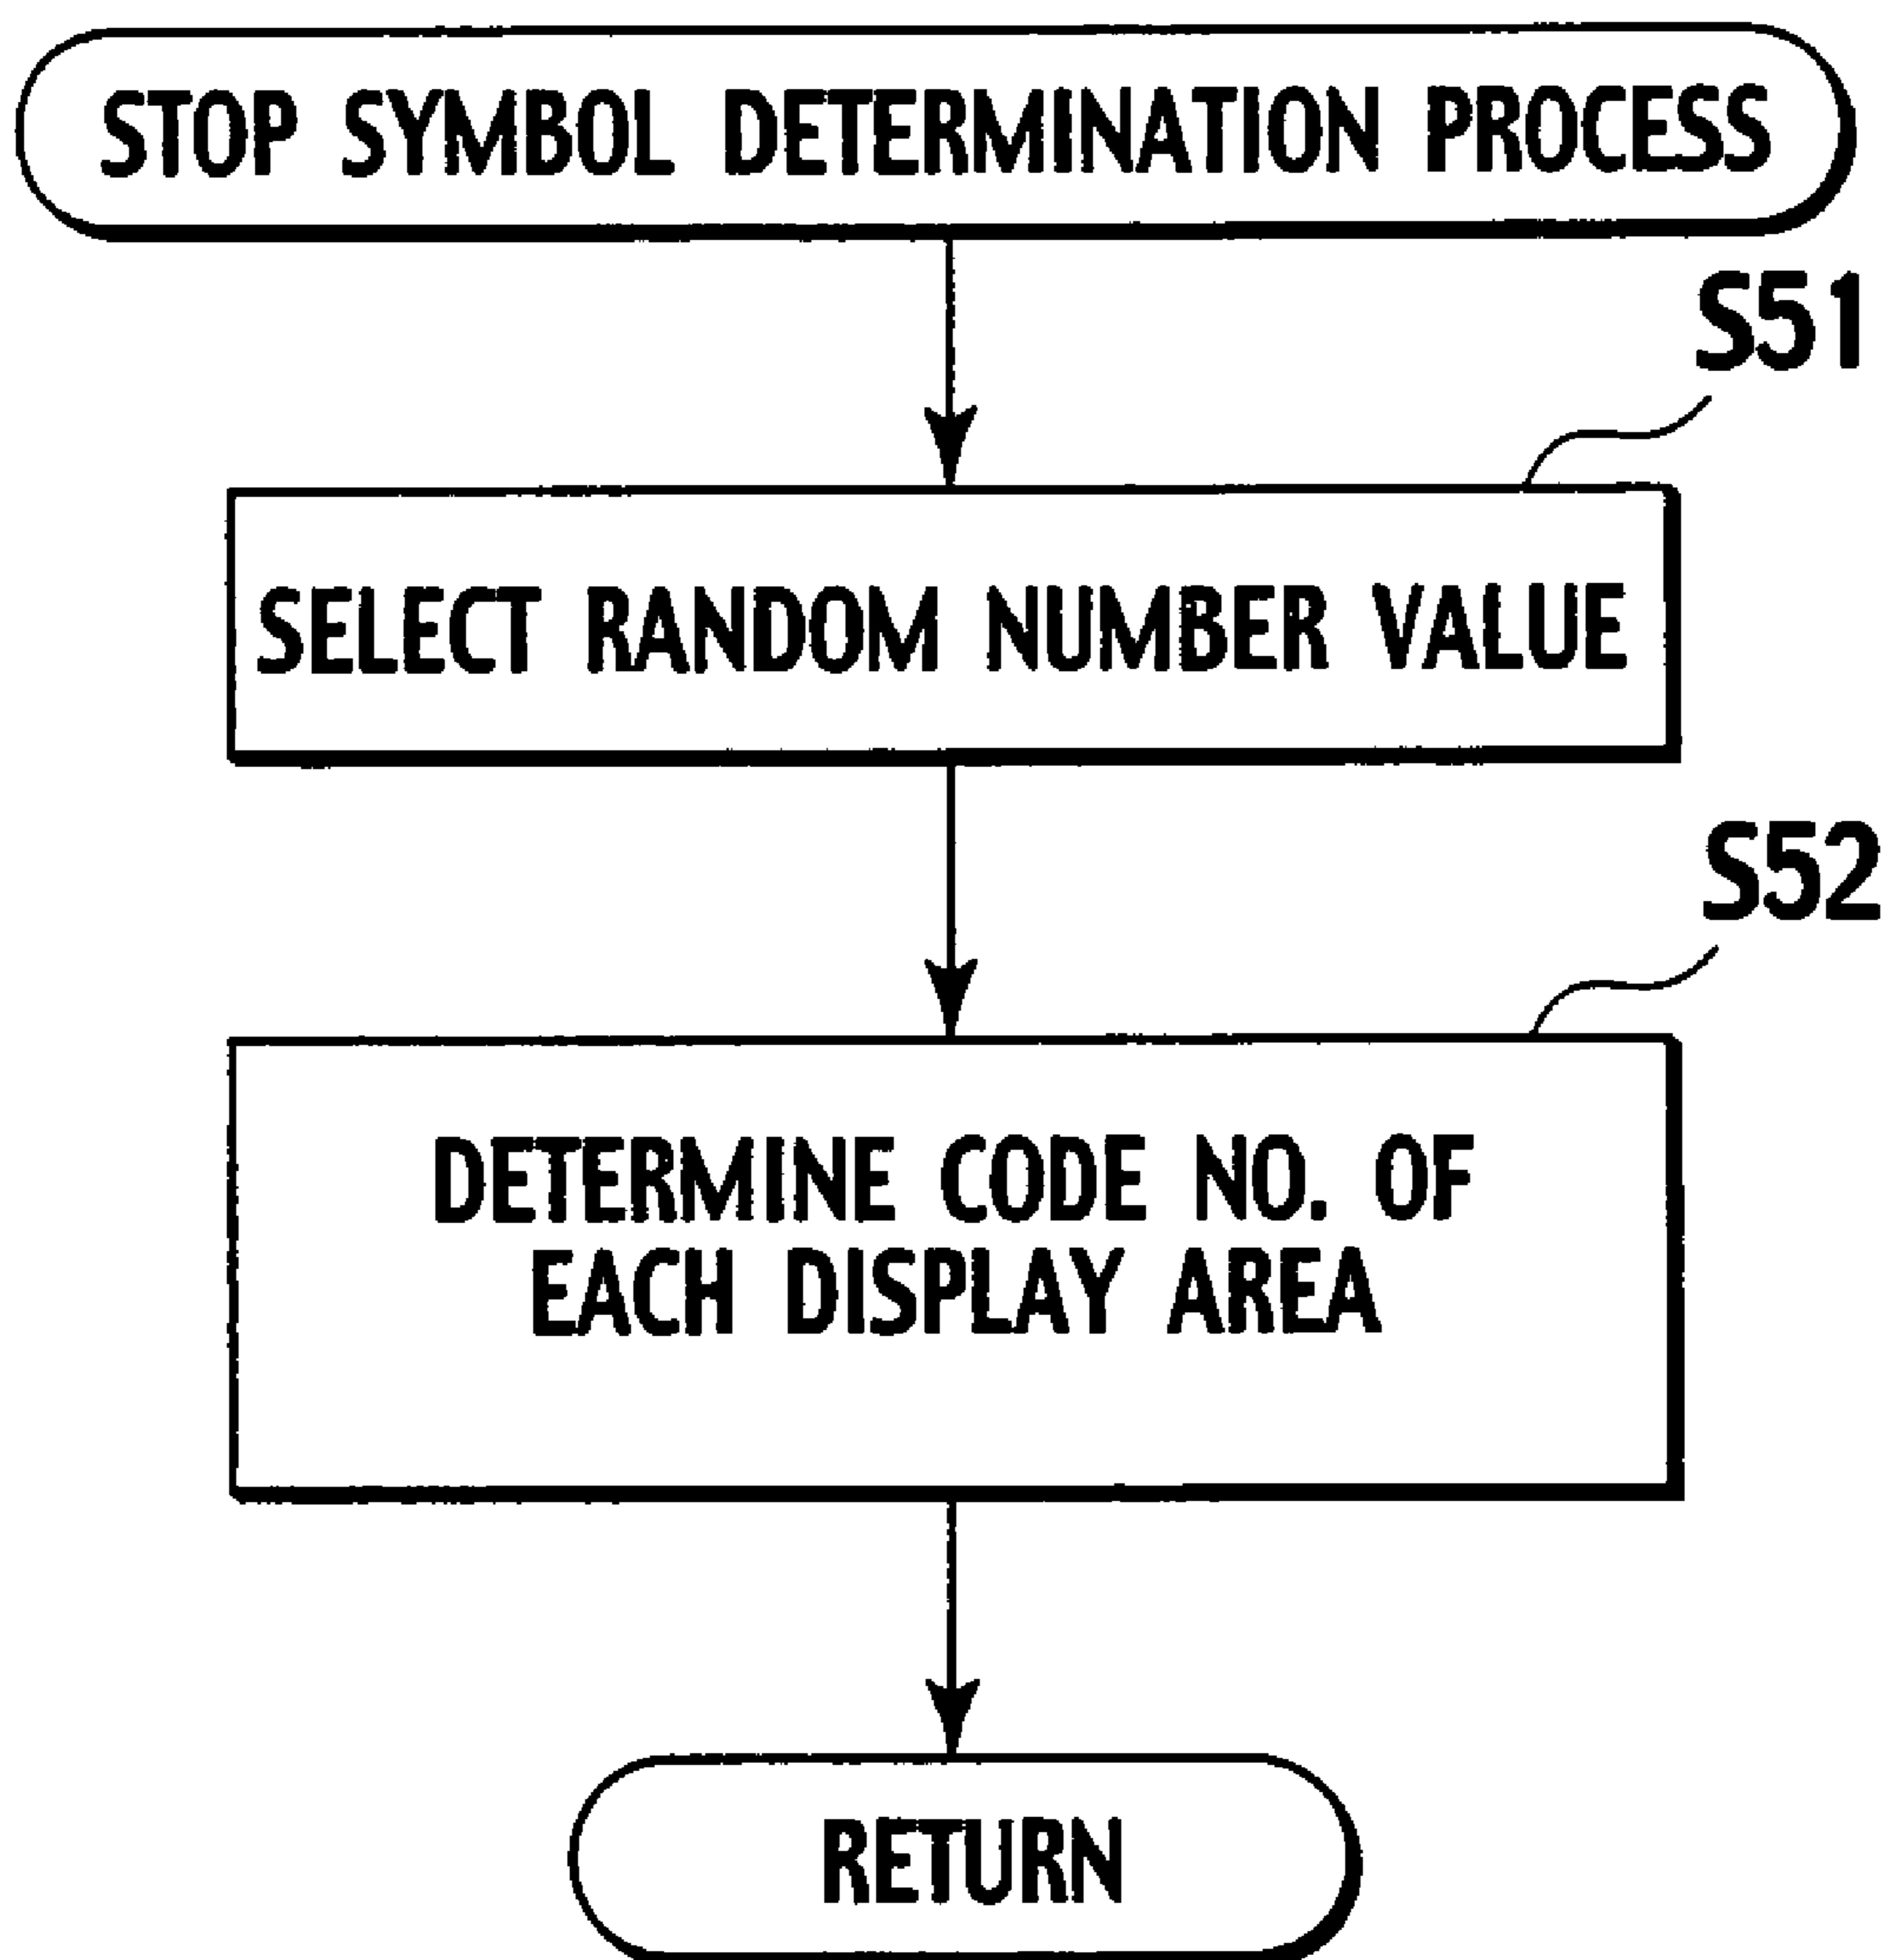 STOP SYMBOL DETERMINATION PROCESS
S51
SELECT RANDOM NUMBER VALUE
S52
DETERMINE CODE NO. OF
EACH DISPLAY AREA
RETURN